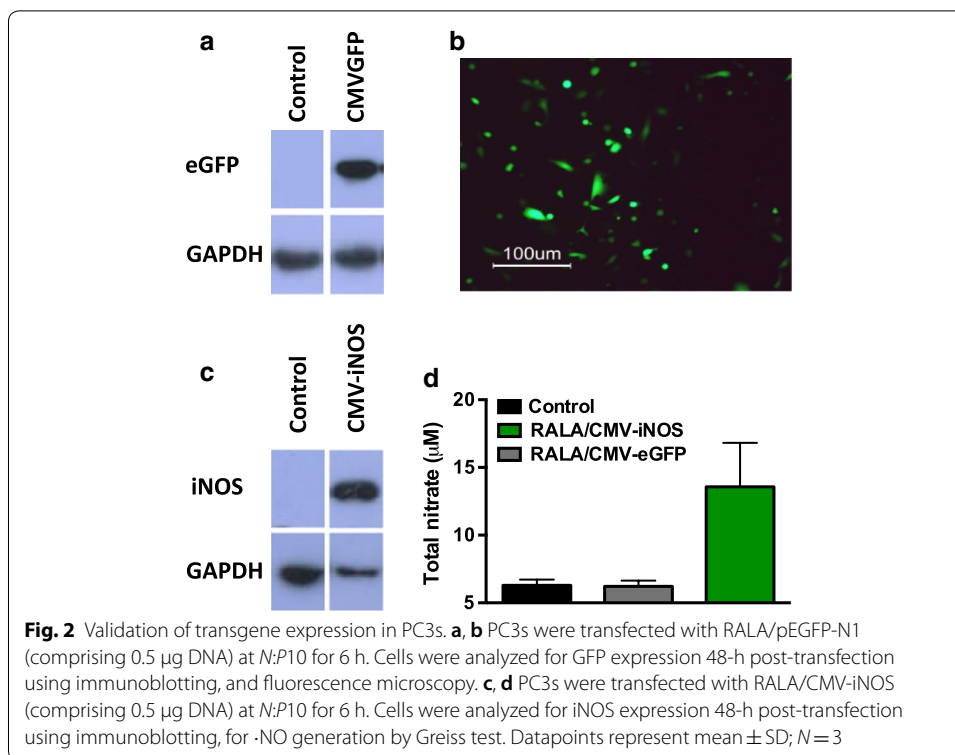 a
Control
CMVGFP
eGFP
GAPDH
b
100um
c
Control
CMV-iNOS
iNOS
GAPDH
d
20
15
10
5
Total nitrate (µM)
Control
RALA/CMV-iNOS
RALA/CMV-eGFP
Fig. 2 Validation of transgene expression in PC3s. a, b PC3s were transfected with RALA/pEGFP-N1
(comprising 0.5 µg DNA) at N:P10 for 6 h. Cells were analyzed for GFP expression 48-h post-transfection
using immunoblotting, and fluorescence microscopy. c, d PC3s were transfected with RALA/CMV-iNOS
(comprising 0.5 µg DNA) at N:P10 for 6 h. Cells were analyzed for iNOS expression 48-h post-transfection
using immunoblotting, for ·NO generation by Greiss test. Datapoints represent mean ± SD; N = 3